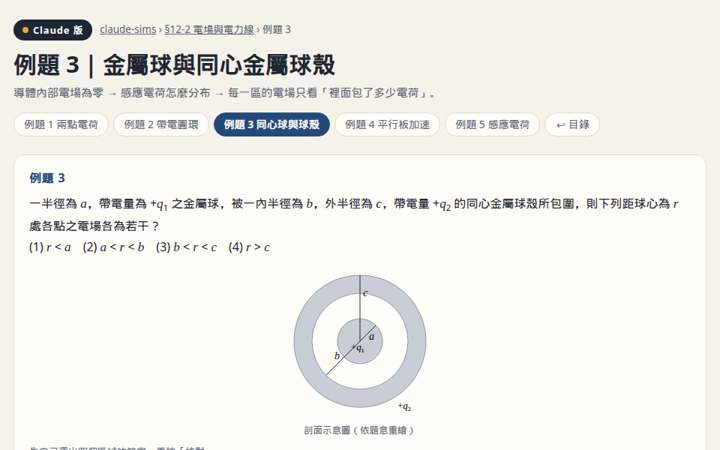 Claude 版 claude-sims › §12-2 電場與電力線 › 例題 3
例題 3｜金屬球與同心金屬球殼
導體內部電場為零 → 感應電荷怎麼分布 → 每一區的電場只看「裡面包了多少電荷」。
例題 1 兩點電荷 例題 2 帶電圓環 例題 3 同心球與球殼 例題 4 平行板加速 例題 5 感應電荷 ↩ 目錄
例題 3
一半徑為 a，帶電量為 +q₁ 之金屬球，被一內半徑為 b，外半徑為 c，帶電量 +q₂ 的同心金屬球殼所包圍，則下列距球心為 r
處各點之電場各為若干？
(1) r < a (2) a < r < b (3) b < r < c (4) r > c
c
a
+q₁
b
+q₂
剖面示意圖（依題意重繪）